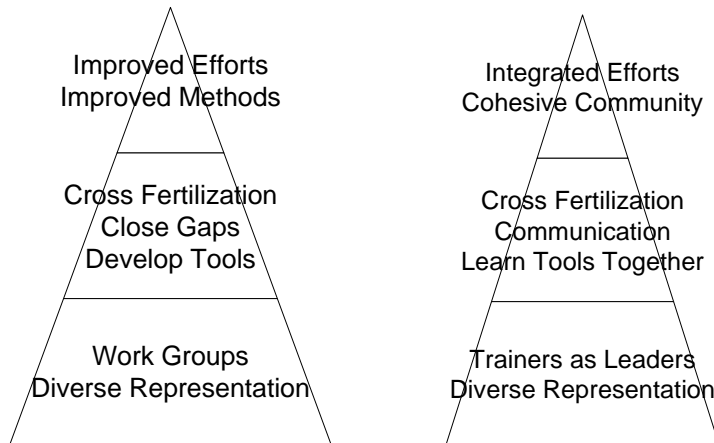 Improved Efforts
Improved Methods
Cross Fertilization
Close Gaps
Develop Tools
Work Groups
Diverse Representation
Integrated Efforts
Cohesive Community
Cross Fertilization
Communication
Learn Tools Together
Trainers as Leaders
Diverse Representation